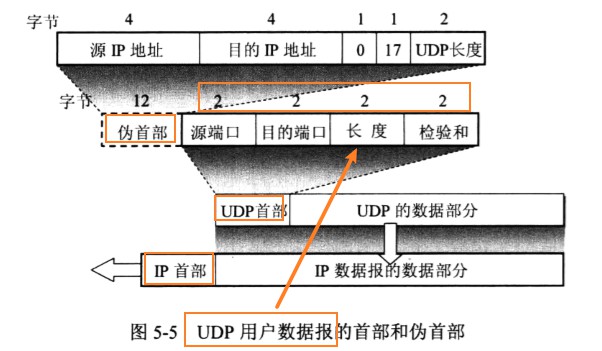 字节 4 4 1 1 2
源 IP 地址 目的 IP 地址 0 17 UDP长度
字节 12 2 2 2 2
伪首部 源端口 目的端口 长 度 检验和
UDP首部 UDP 的数据部分
IP 首部 IP 数据报的数据部分
图 5-5 UDP 用户数据报的首部和伪首部